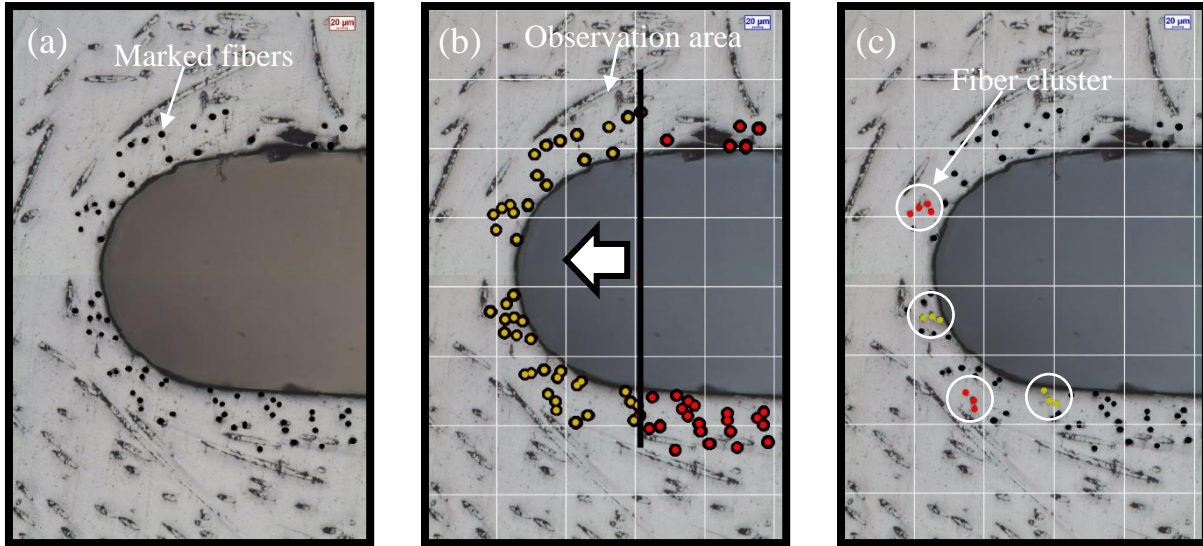 (a)
20 µm
Marked fibers
(b)
20 µm
Observation area
(c)
20 µm
Fiber cluster